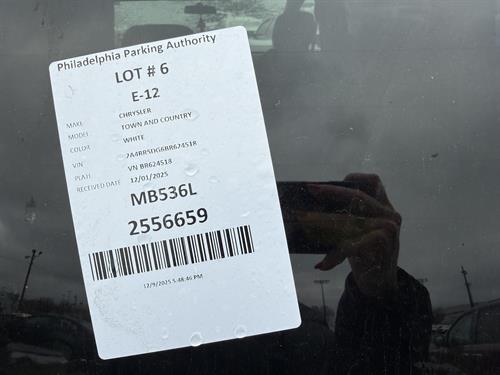 Philadelphia Parking Authority
LOT # 6
E-12
MAKE CHRYSLER
MODEL TOWN AND COUNTRY
COLOR WHITE
VIN 2A4RR5DG6BR624518
PLATE VN BR624518
RECEIVED DATE 12/01/2025
MB536L
2556659
12/9/2025 5:48:46 PM